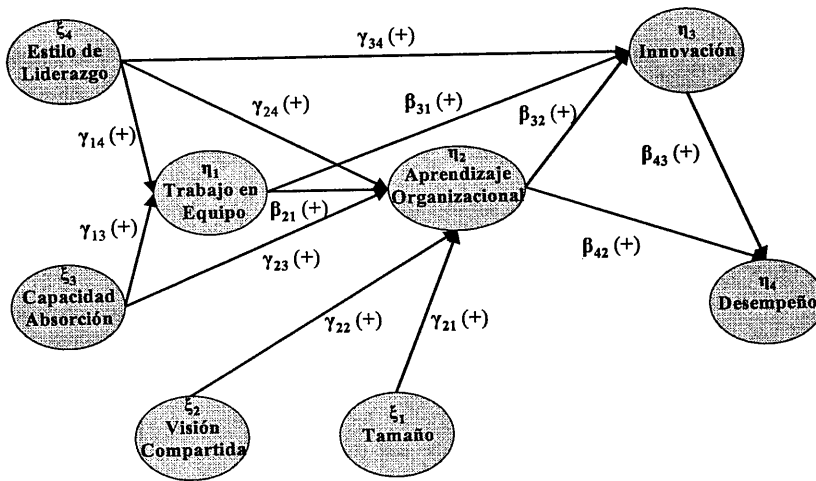 ξ₄
Estilo de
Liderazgo
γ₃₄ (+)
η₃
Innovación
γ₂₄ (+)
β₃₁ (+)
β₃₂ (+)
γ₁₄ (+)
β₄₃ (+)
η₁
Trabajo en
Equipo
η₂
Aprendizaje
Organizacional
β₂₁ (+)
γ₁₃ (+)
γ₂₃ (+)
β₄₂ (+)
ξ₃
Capacidad
Absorción
η₄
Desempeño
γ₂₂ (+)
γ₂₁ (+)
ξ₂
Visión
Compartida
ξ₁
Tamaño